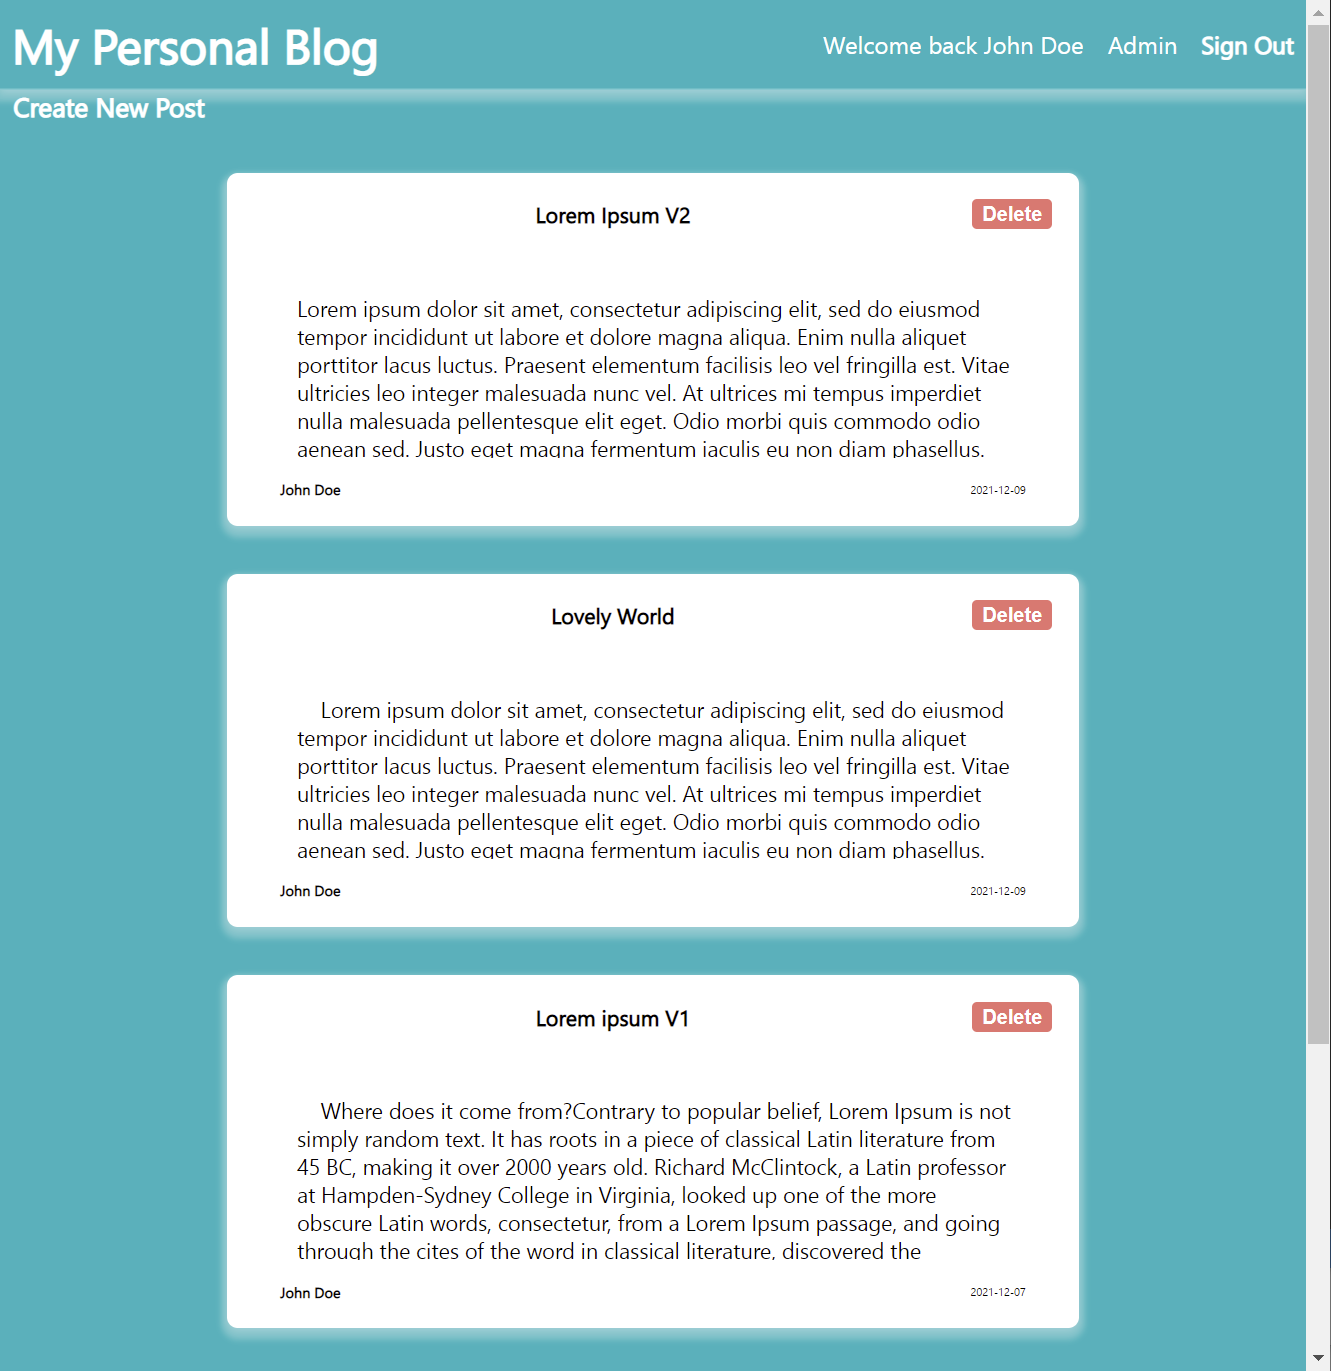 My Personal Blog
Welcome back John Doe Admin Sign Out
Create New Post
Lorem Ipsum V2
Delete
Lorem ipsum dolor sit amet, consectetur adipiscing elit, sed do eiusmod
tempor incididunt ut labore et dolore magna aliqua. Enim nulla aliquet
porttitor lacus luctus. Praesent elementum facilisis leo vel fringilla est. Vitae
ultricies leo integer malesuada nunc vel. At ultrices mi tempus imperdiet
nulla malesuada pellentesque elit eget. Odio morbi quis commodo odio
aenean sed. Justo eget magna fermentum iaculis eu non diam phasellus.
John Doe
2021-12-09
Lovely World
Delete
Lorem ipsum dolor sit amet, consectetur adipiscing elit, sed do eiusmod
tempor incididunt ut labore et dolore magna aliqua. Enim nulla aliquet
porttitor lacus luctus. Praesent elementum facilisis leo vel fringilla est. Vitae
ultricies leo integer malesuada nunc vel. At ultrices mi tempus imperdiet
nulla malesuada pellentesque elit eget. Odio morbi quis commodo odio
aenean sed. Justo eget magna fermentum iaculis eu non diam phasellus.
John Doe
2021-12-09
Lorem ipsum V1
Delete
Where does it come from?Contrary to popular belief, Lorem Ipsum is not
simply random text. It has roots in a piece of classical Latin literature from
45 BC, making it over 2000 years old. Richard McClintock, a Latin professor
at Hampden-Sydney College in Virginia, looked up one of the more
obscure Latin words, consectetur, from a Lorem Ipsum passage, and going
through the cites of the word in classical literature, discovered the
John Doe
2021-12-07